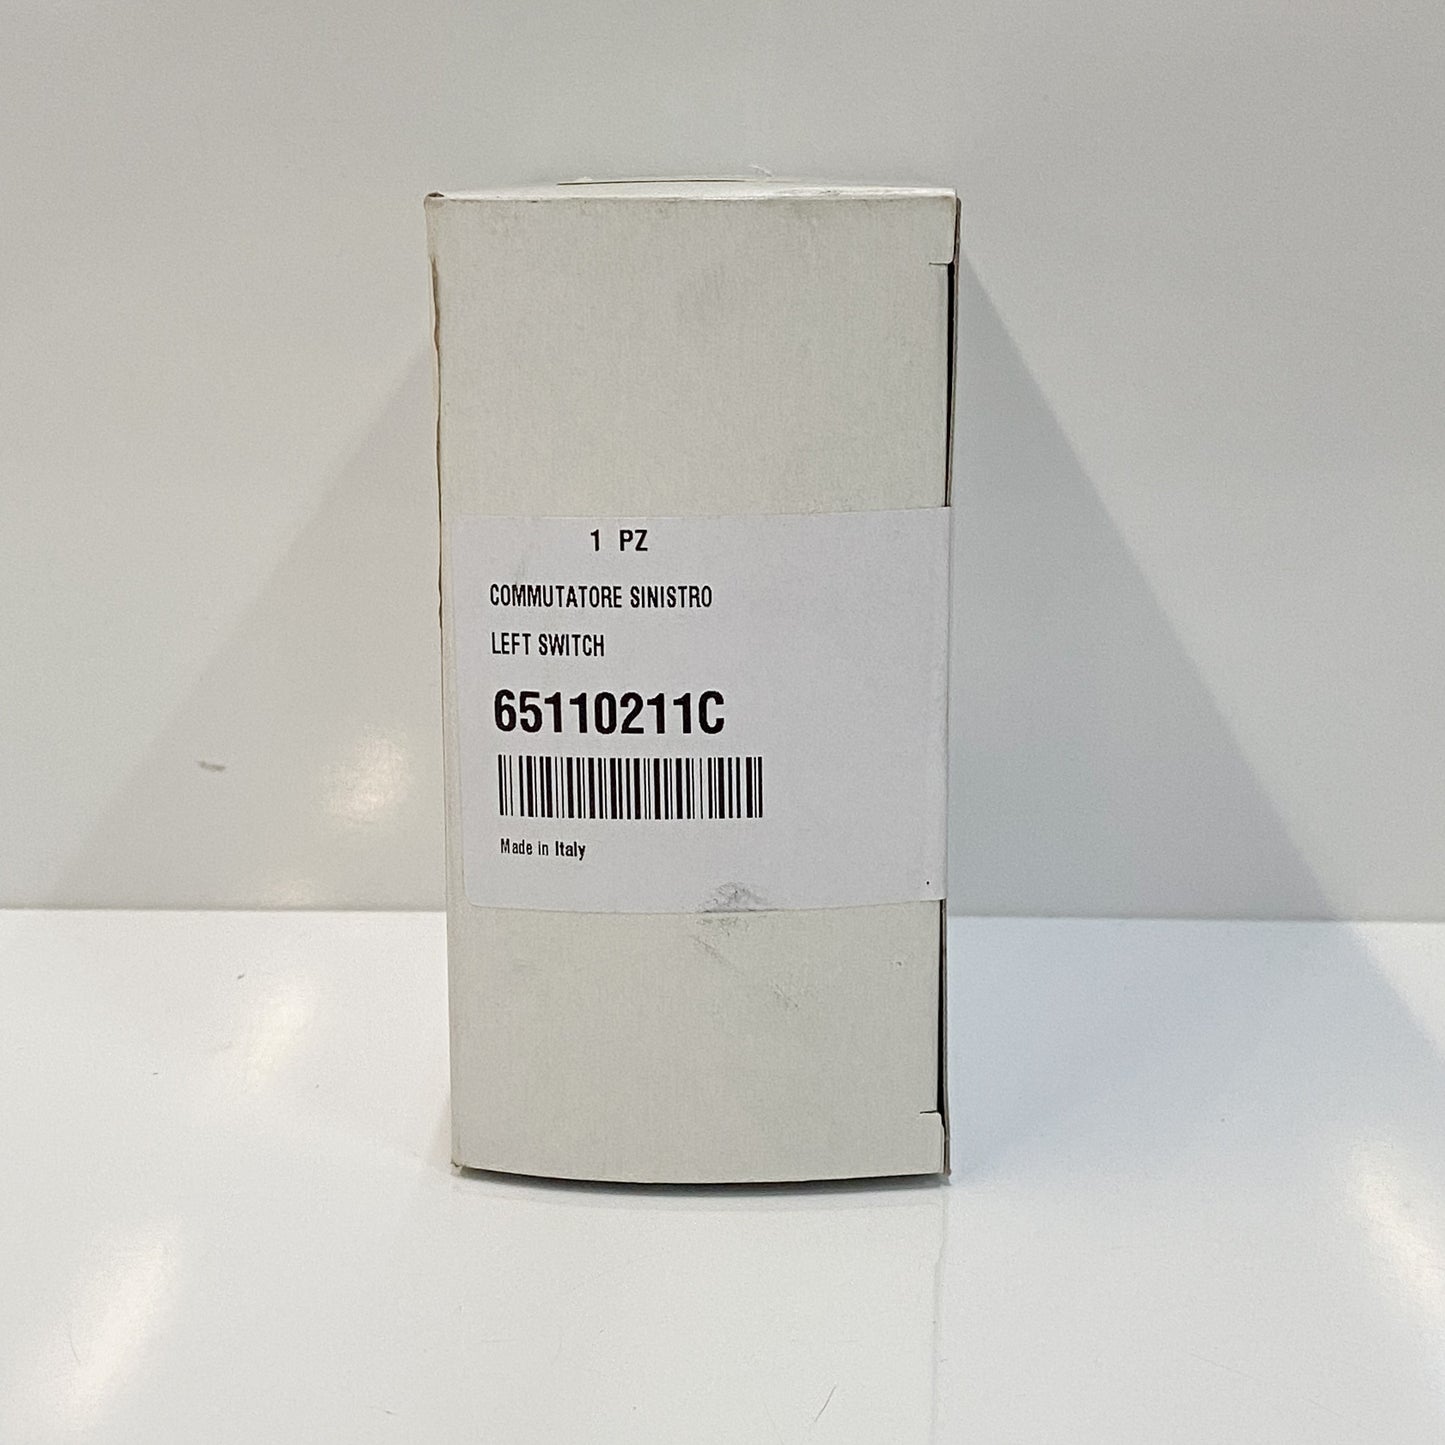 1 PZ
COMMUTATORE SINISTRO
LEFT SWITCH
65110211C
Made in Italy